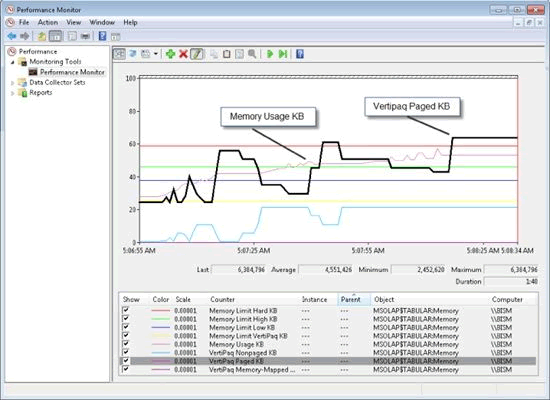 Performance Monitor
File Action View Window Help
Performance
Monitoring Tools
Performance Monitor
Data Collector Sets
Reports
100
80
60
40
20
0
Memory Usage KB
Vertipaq Paged KB
5:06:55 AM 5:07:25 AM 5:07:55 AM 5:08:25 AM 5:08:34 AM
Last 6,384,796 Average 4,551,426 Minimum 2,452,620 Maximum 6,384,796
Duration 1:40
Show Color Scale Counter Instance Parent Object Computer
0.00001 Memory Limit Hard KB --- --- MSOLAP$TABULAR:Memory \\BISM
0.00001 Memory Limit High KB --- --- MSOLAP$TABULAR:Memory \\BISM
0.00001 Memory Limit Low KB --- --- MSOLAP$TABULAR:Memory \\BISM
0.00001 Memory Limit VertiPaq KB --- --- MSOLAP$TABULAR:Memory \\BISM
0.00001 Memory Usage KB --- --- MSOLAP$TABULAR:Memory \\BISM
0.00001 VertiPaq Nonpaged KB --- --- MSOLAP$TABULAR:Memory \\BISM
0.00001 VertiPaq Paged KB --- --- MSOLAP$TABULAR:Memory \\BISM
0.00001 VertiPaq Memory-Mapped ... --- --- MSOLAP$TABULAR:Memory \\BISM